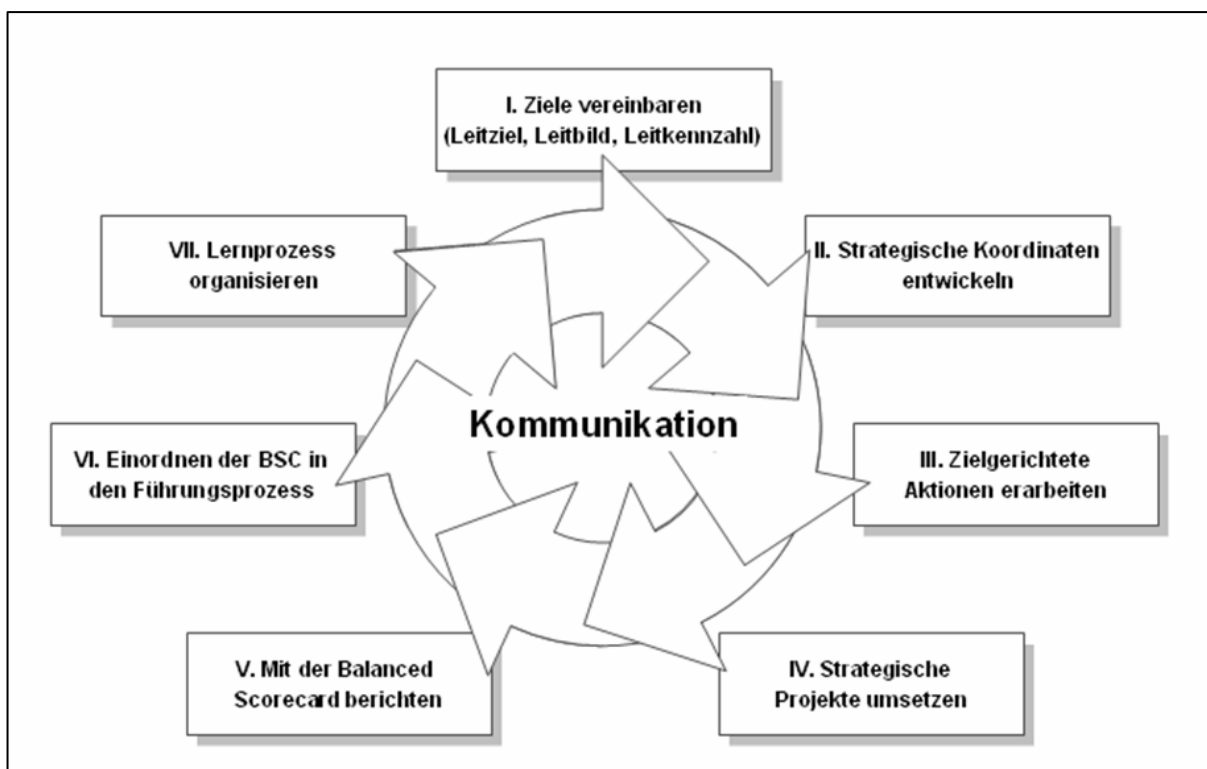 I. Ziele vereinbaren
(Leitziel, Leitbild, Leitkennzahl)
II. Strategische Koordinaten
entwickeln
III. Zielgerichtete
Aktionen erarbeiten
IV. Strategische
Projekte umsetzen
V. Mit der Balanced
Scorecard berichten
VI. Einordnen der BSC in
den Führungsprozess
VII. Lernprozess
organisieren
Kommunikation